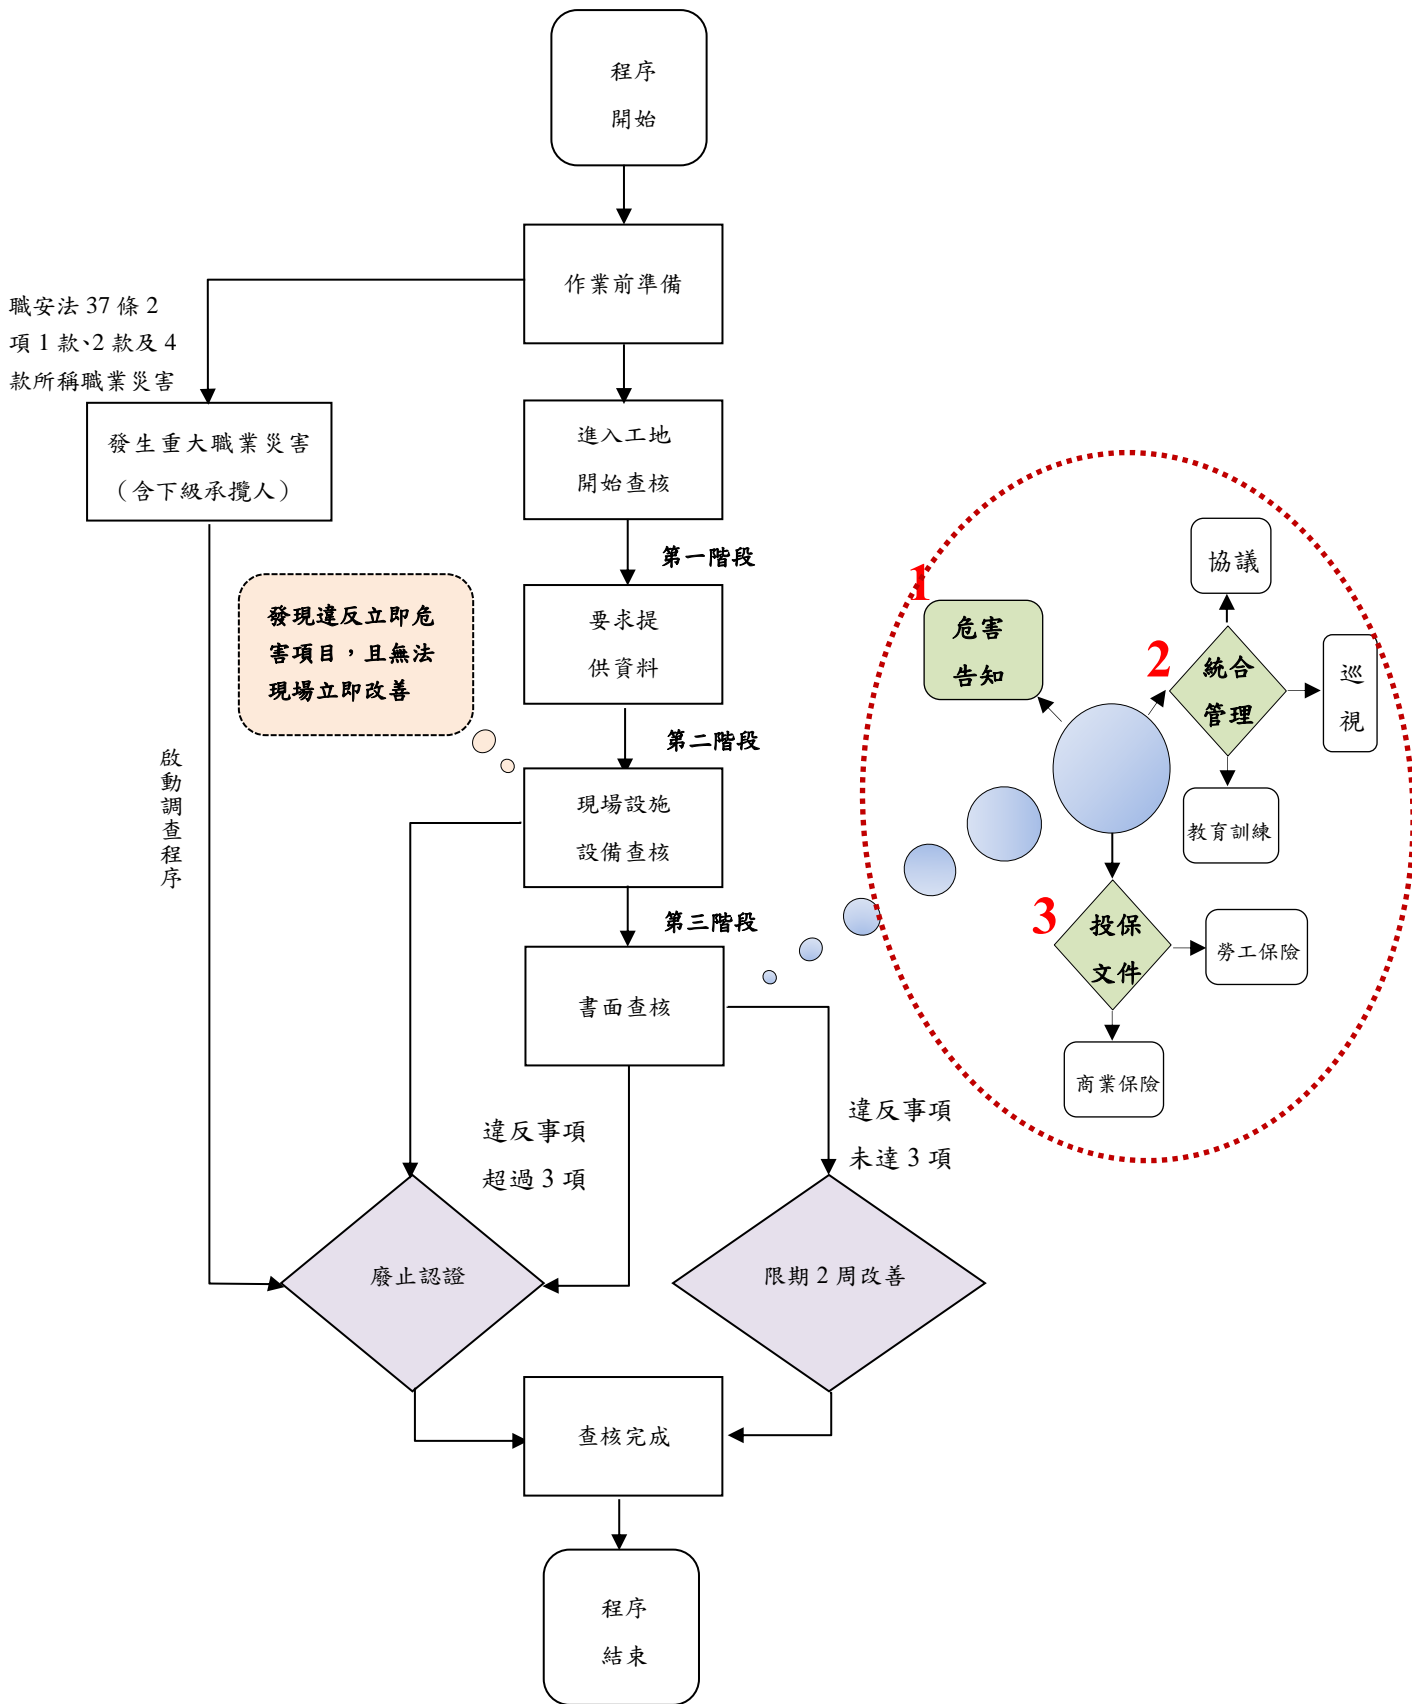 程序
開始
作業前準備
職安法 37 條 2
項 1 款、2 款及 4
款所稱職業災害
發生重大職業災害
（含下級承攬人）
進入工地
開始查核
第一階段
要求提
供資料
發現違反立即危
害項目，且無法
現場立即改善
第二階段
現場設施
設備查核
啟動調查程序
第三階段
書面查核
1
危害
告知
2
統合
管理
協議
巡
視
教育訓練
3
投保
文件
勞工保險
商業保險
違反事項
超過 3 項
違反事項
未達 3 項
廢止認證
限期 2 周改善
查核完成
程序
結束